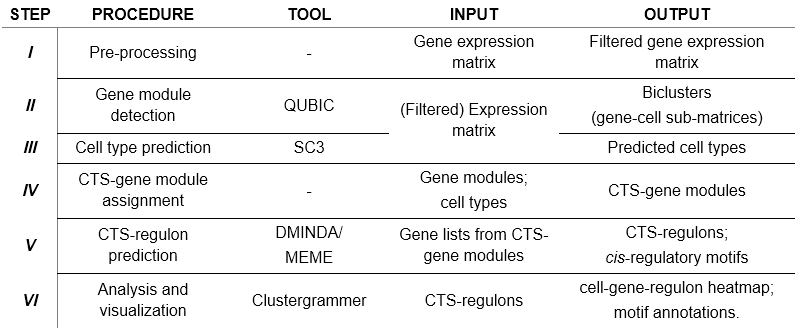 STEP PROCEDURE TOOL INPUT OUTPUT
I Pre-processing - Gene expression matrix Filtered gene expression matrix
II Gene module detection QUBIC (Filtered) Expression matrix Biclusters (gene-cell sub-matrices)
III Cell type prediction SC3 Predicted cell types
IV CTS-gene module assignment - Gene modules; cell types CTS-gene modules
V CTS-regulon prediction DMINDA/ MEME Gene lists from CTS-gene modules CTS-regulons; cis-regulatory motifs
VI Analysis and visualization Clustergrammer CTS-regulons cell-gene-regulon heatmap; motif annotations.